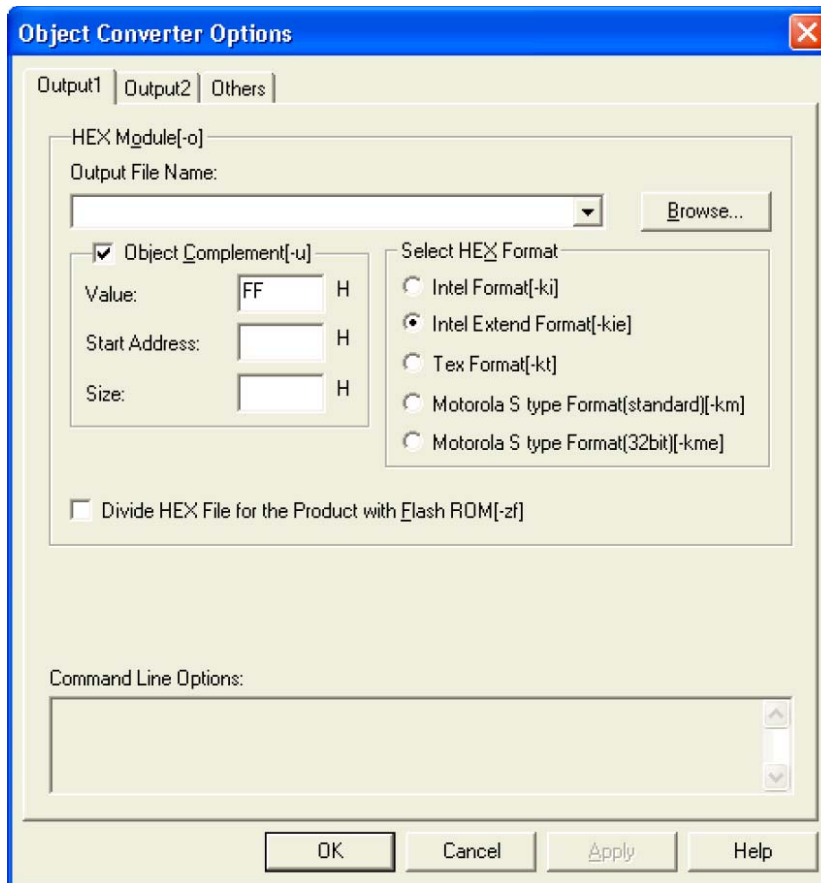 Object Converter Options
Output1 Output2 Others
HEX Module[-o]
Output File Name:
Browse...
Object Complement[-u]
Value: FF H
Start Address: H
Size: H
Select HEX Format
Intel Format[-ki]
Intel Extend Format[-kie]
Tex Format[-kt]
Motorola S type Format(standard)[-km]
Motorola S type Format(32bit)[-kme]
Divide HEX File for the Product with Flash ROM[-zf]
Command Line Options:
OK Cancel Apply Help